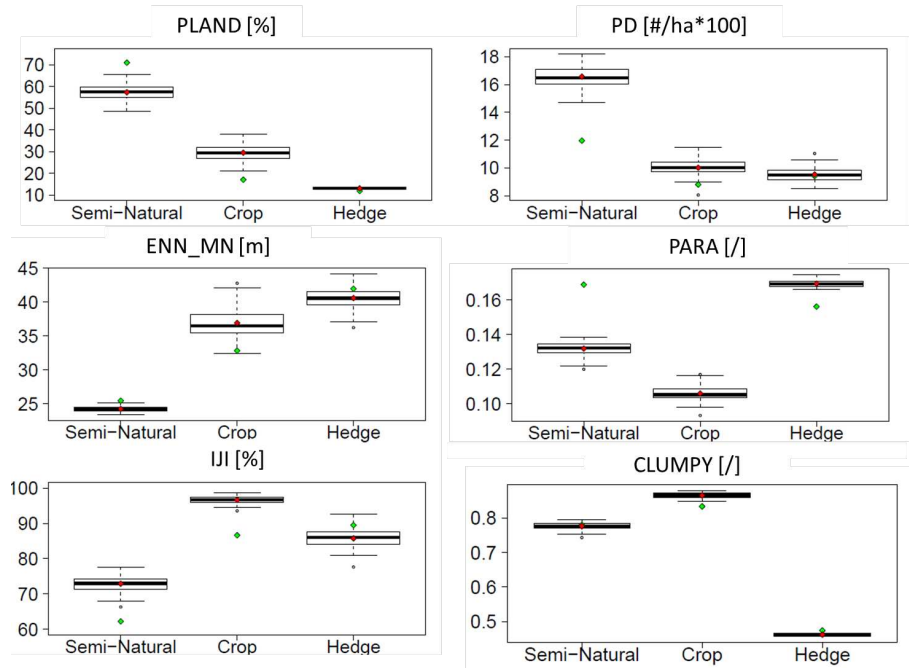 PLAND [%]
70
60
50
40
30
20
10
Semi−Natural Crop Hedge
PD [#/ha*100]
18
16
14
12
10
8
Semi−Natural Crop Hedge
ENN_MN [m]
45
40
35
30
25
Semi−Natural Crop Hedge
PARA [/]
0.16
0.14
0.12
0.10
Semi−Natural Crop Hedge
IJI [%]
100
90
80
70
60
Semi−Natural Crop Hedge
CLUMPY [/]
0.8
0.7
0.6
0.5
Semi−Natural Crop Hedge